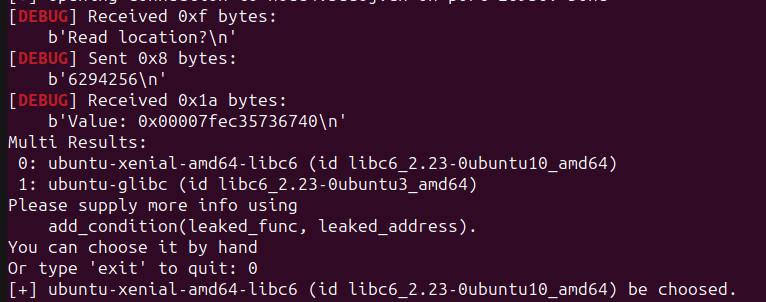 [DEBUG] Received 0xf bytes:
b'Read location?\n'
[DEBUG] Sent 0x8 bytes:
b'6294256\n'
[DEBUG] Received 0x1a bytes:
b'Value: 0x00007fec35736740\n'
Multi Results:
0: ubuntu-xenial-amd64-libc6 (id libc6_2.23-0ubuntu10_amd64)
1: ubuntu-glibc (id libc6_2.23-0ubuntu3_amd64)
Please supply more info using
add_condition(leaked_func, leaked_address).
You can choose it by hand
Or type 'exit' to quit: 0
[+] ubuntu-xenial-amd64-libc6 (id libc6_2.23-0ubuntu10_amd64) be choosed.